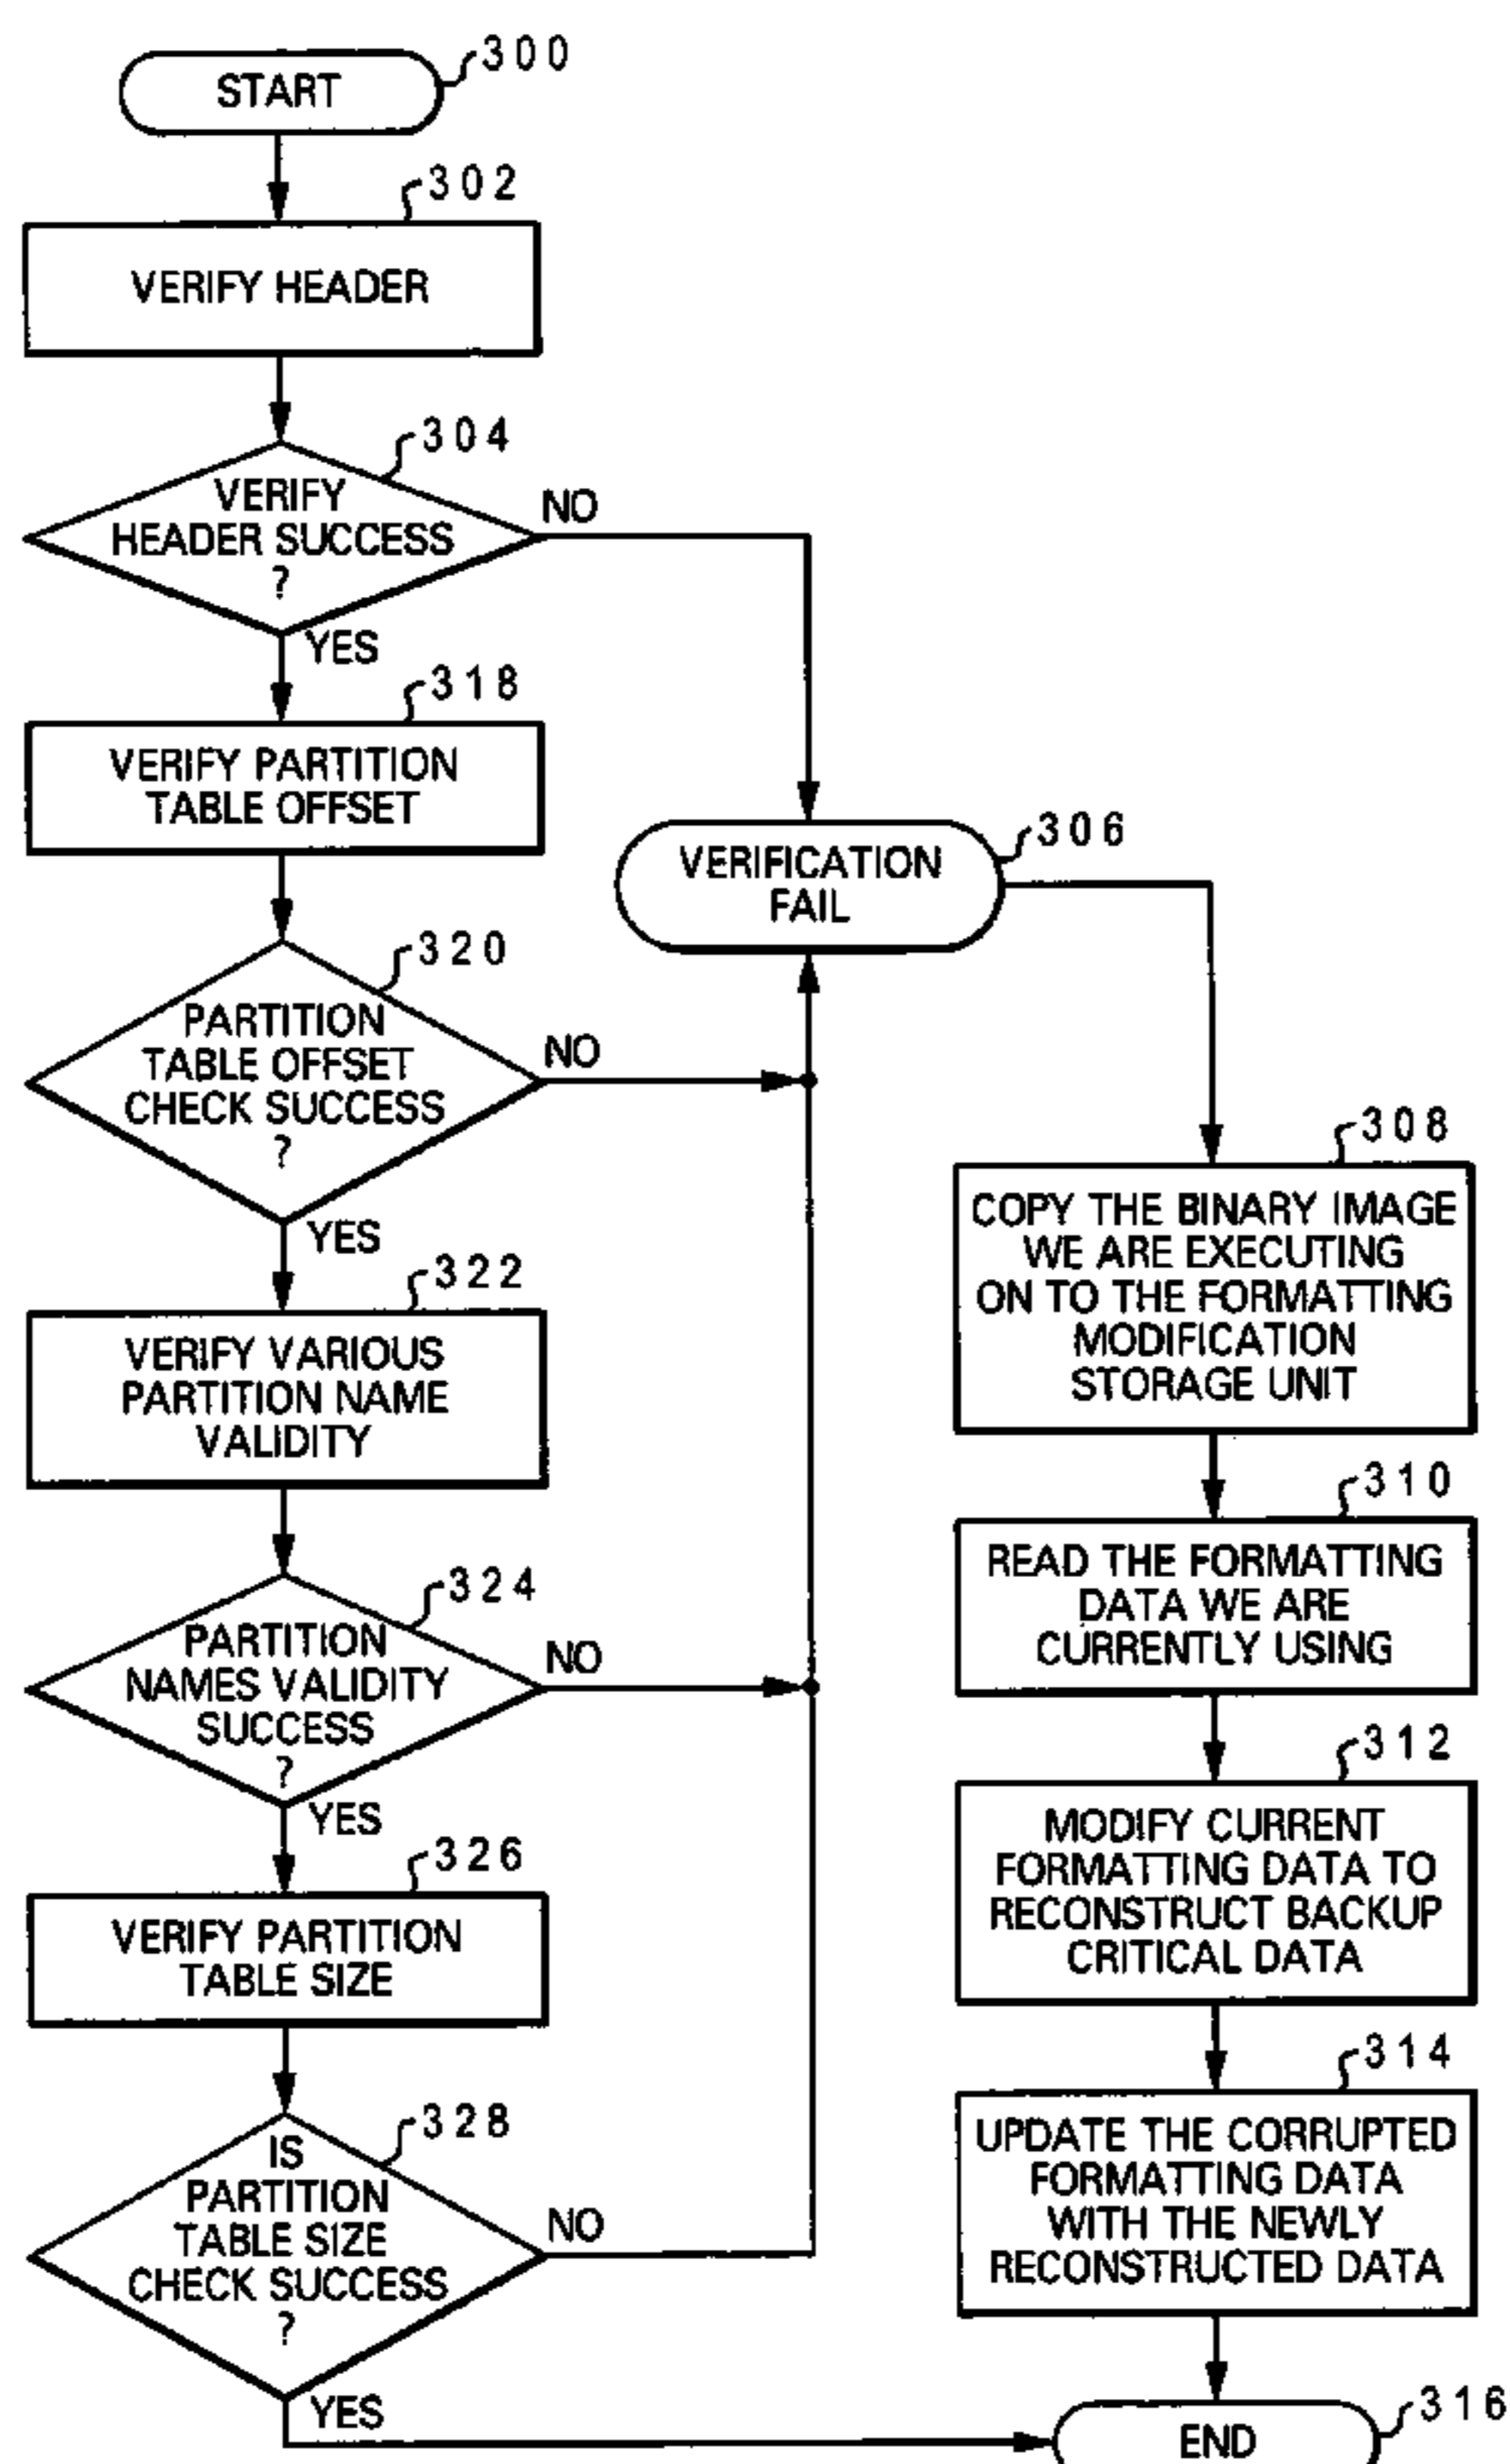 300
START
302
VERIFY HEADER
304
VERIFY
HEADER SUCCESS
?
NO
YES
318
VERIFY PARTITION
TABLE OFFSET
306
VERIFICATION
FAIL
320
PARTITION
TABLE OFFSET
CHECK SUCCESS
?
NO
YES
322
VERIFY VARIOUS
PARTITION NAME
VALIDITY
324
PARTITION
NAMES VALIDITY
SUCCESS
?
NO
YES
326
VERIFY PARTITION
TABLE SIZE
328
IS
PARTITION
TABLE SIZE
CHECK SUCCESS
?
NO
YES
308
COPY THE BINARY IMAGE
WE ARE EXECUTING
ON TO THE FORMATTING
MODIFICATION
STORAGE UNIT
310
READ THE FORMATTING
DATA WE ARE
CURRENTLY USING
312
MODIFY CURRENT
FORMATTING DATA TO
RECONSTRUCT BACKUP
CRITICAL DATA
314
UPDATE THE CORRUPTED
FORMATTING DATA
WITH THE NEWLY
RECONSTRUCTED DATA
316
END